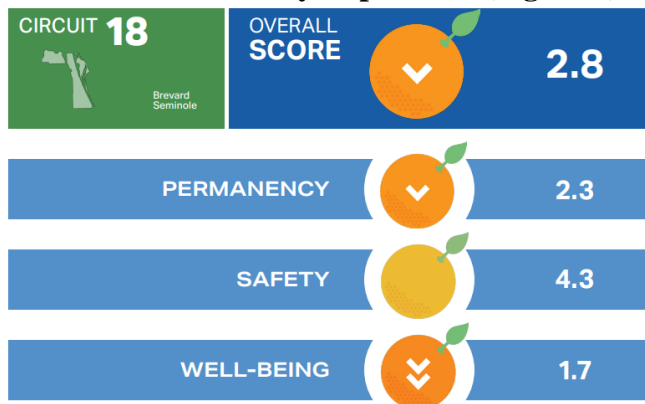 CIRCUIT 18
Brevard
Seminole
OVERALL
SCORE
2.8
PERMANENCY 2.3
SAFETY 4.3
WELL-BEING 1.7